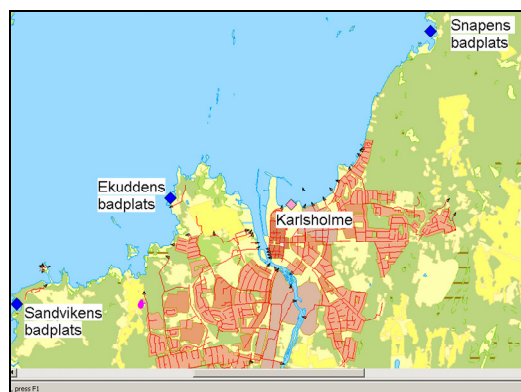 Snapens
badplats
Ekuddens
badplats
Karlsholme
Sandvikens
badplats
press F1